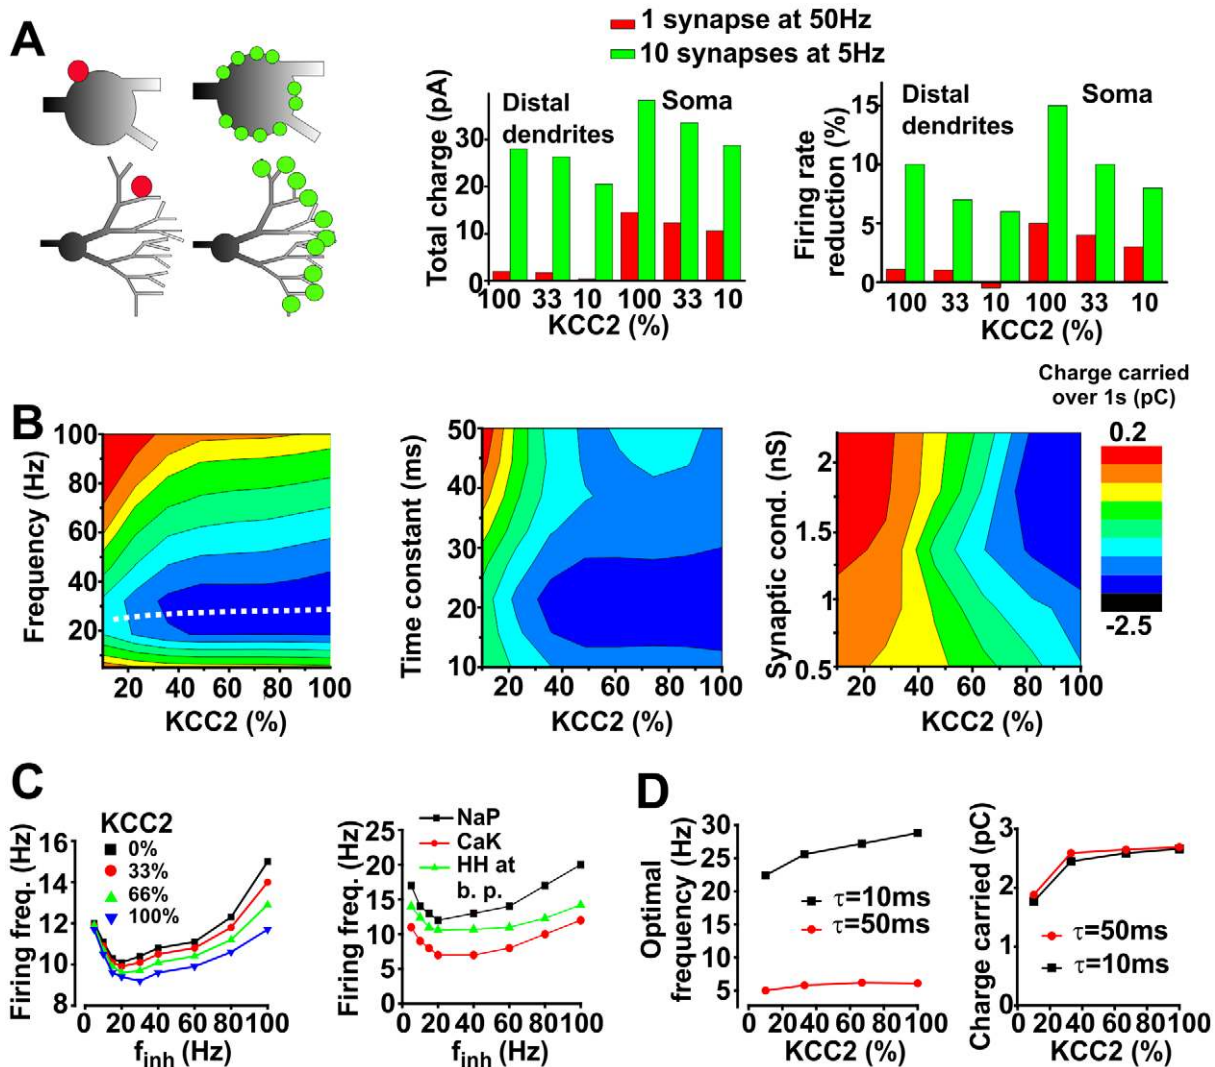 A
1 synapse at 50Hz
10 synapses at 5Hz
Total charge (pA)
30
20
10
0
Distal
dendrites
Soma
100 33 10 100 33 10
KCC2 (%)
Firing rate
reduction (%)
15
10
5
0
Distal
dendrites
Soma
100 33 10 100 33 10
KCC2 (%)
B
Frequency (Hz)
100
80
60
40
20
20 40 60 80 100
KCC2 (%)
Time constant (ms)
50
40
30
20
10
20 40 60 80 100
KCC2 (%)
Synaptic cond. (nS)
2
1.5
1
0.5
20 40 60 80 100
KCC2 (%)
Charge carried
over 1s (pC)
0.2
-2.5
C
Firing freq. (Hz)
16
14
12
10
8
KCC2
0%
33%
66%
100%
0 20 40 60 80 100
finh (Hz)
Firing freq. (Hz)
25
20
15
10
5
0
NaP
CaK
HH at
b. p.
0 20 40 60 80 100
finh (Hz)
D
Optimal
frequency (Hz)
30
25
20
15
10
5
τ=10ms
τ=50ms
0 20 40 60 80 100
KCC2 (%)
Charge carried (pC)
3
2
1
0
τ=50ms
τ=10ms
0 20 40 60 80 100
KCC2 (%)